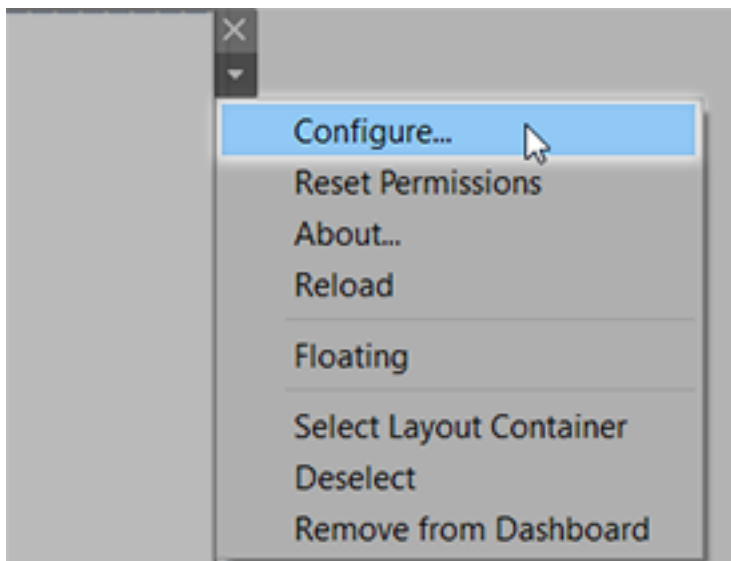 Configure...
Reset Permissions
About...
Reload
Floating
Select Layout Container
Deselect
Remove from Dashboard